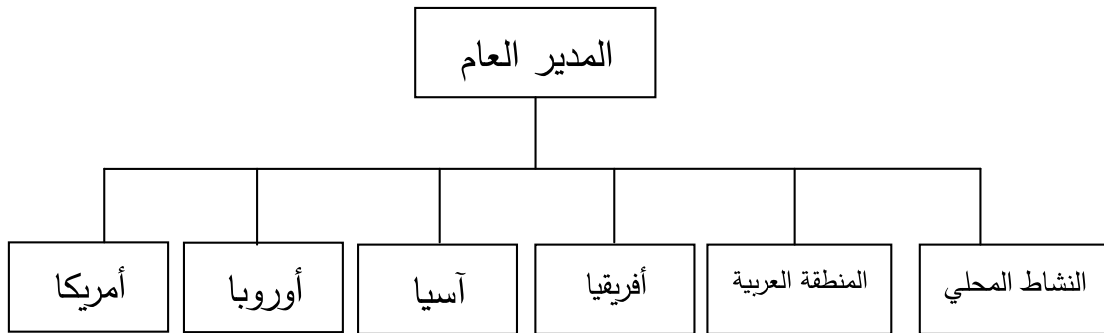 المدير العام
النشاط المحلي
المنطقة العربية
أفريقيا
آسيا
أوروبا
أمريكا